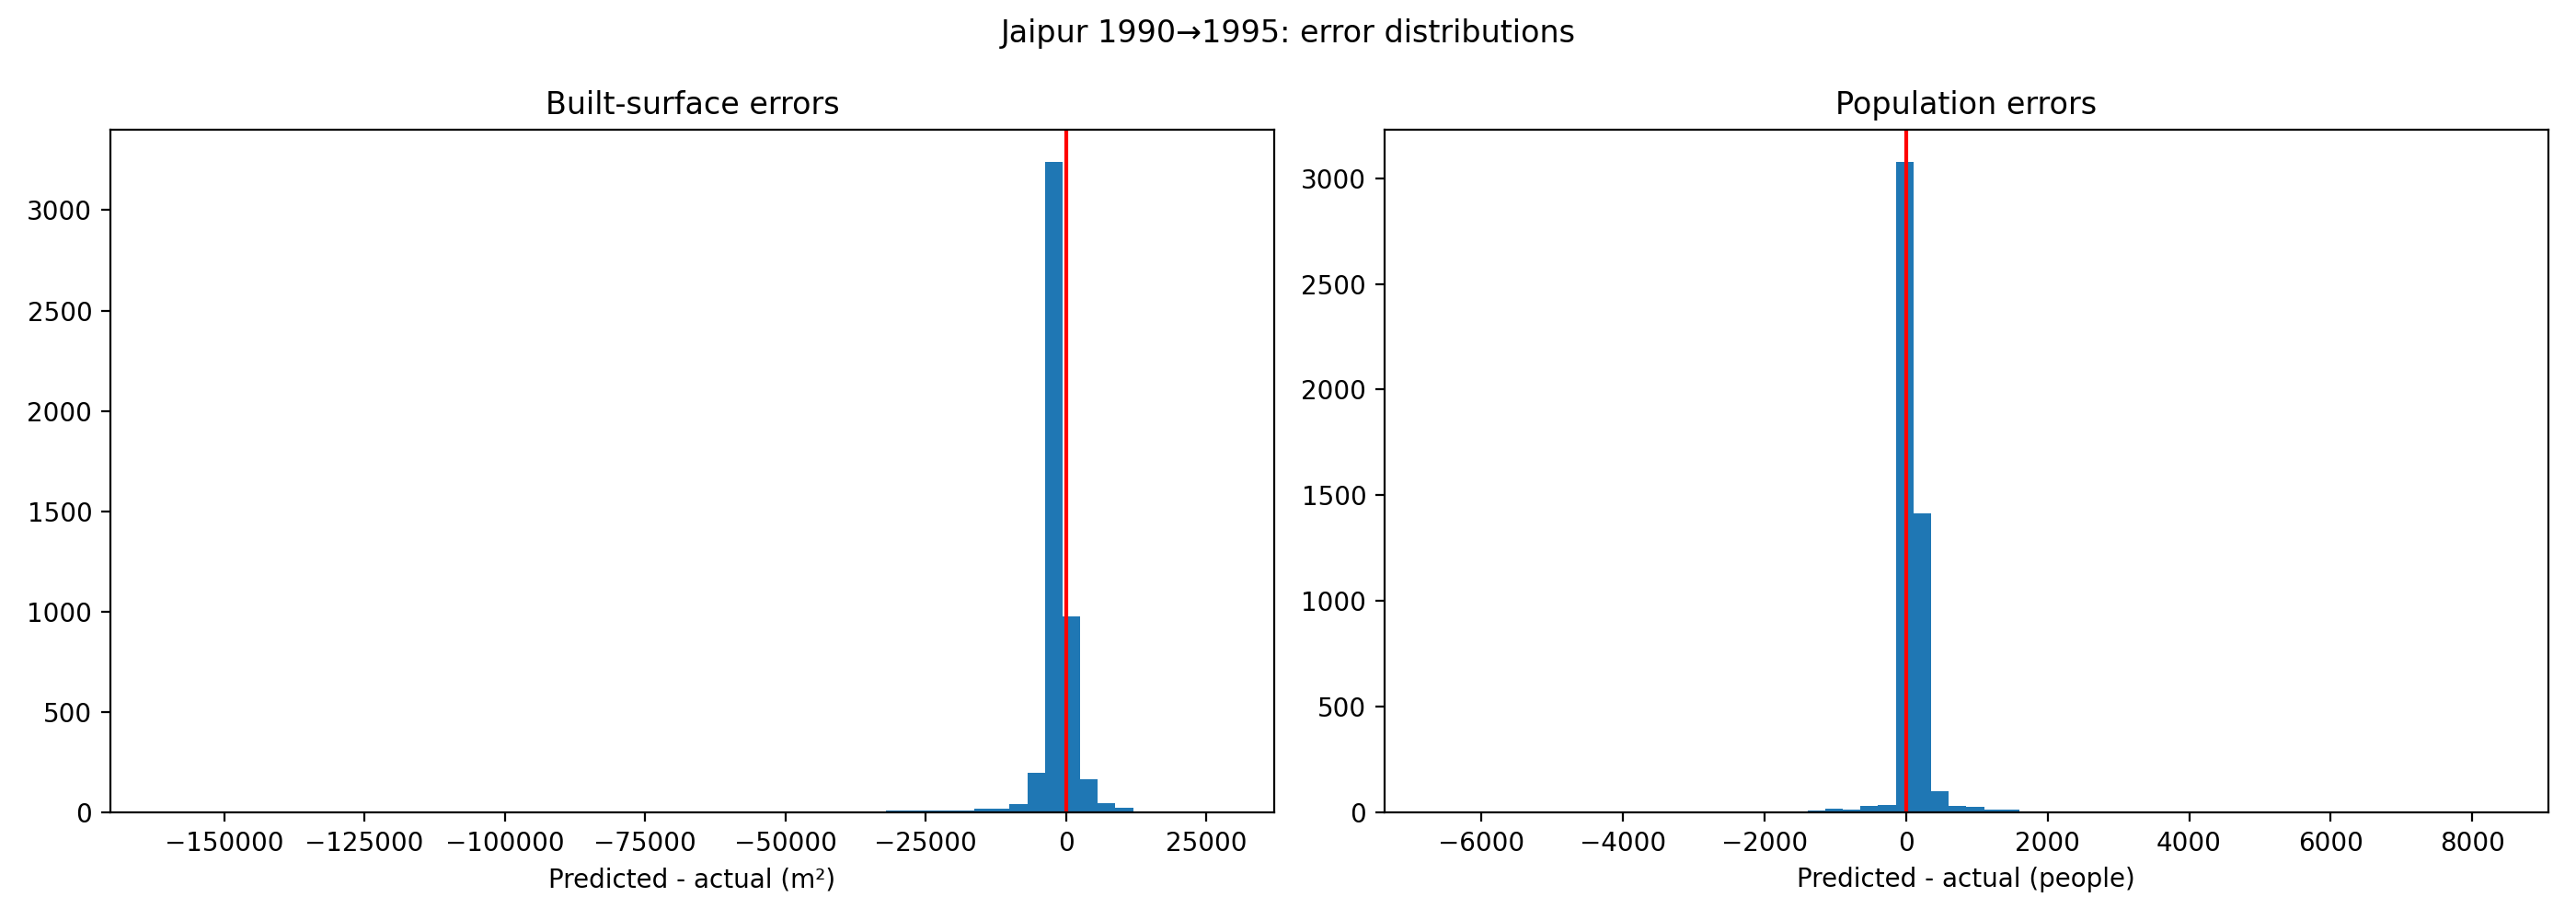 Jaipur 1990→1995: error distributions
Built-surface errors
3000
2500
2000
1500
1000
500
0
−150000 −125000 −100000 −75000 −50000 −25000 0 25000
Predicted - actual (m²)
Population errors
3000
2500
2000
1500
1000
500
0
−6000 −4000 −2000 0 2000 4000 6000 8000
Predicted - actual (people)